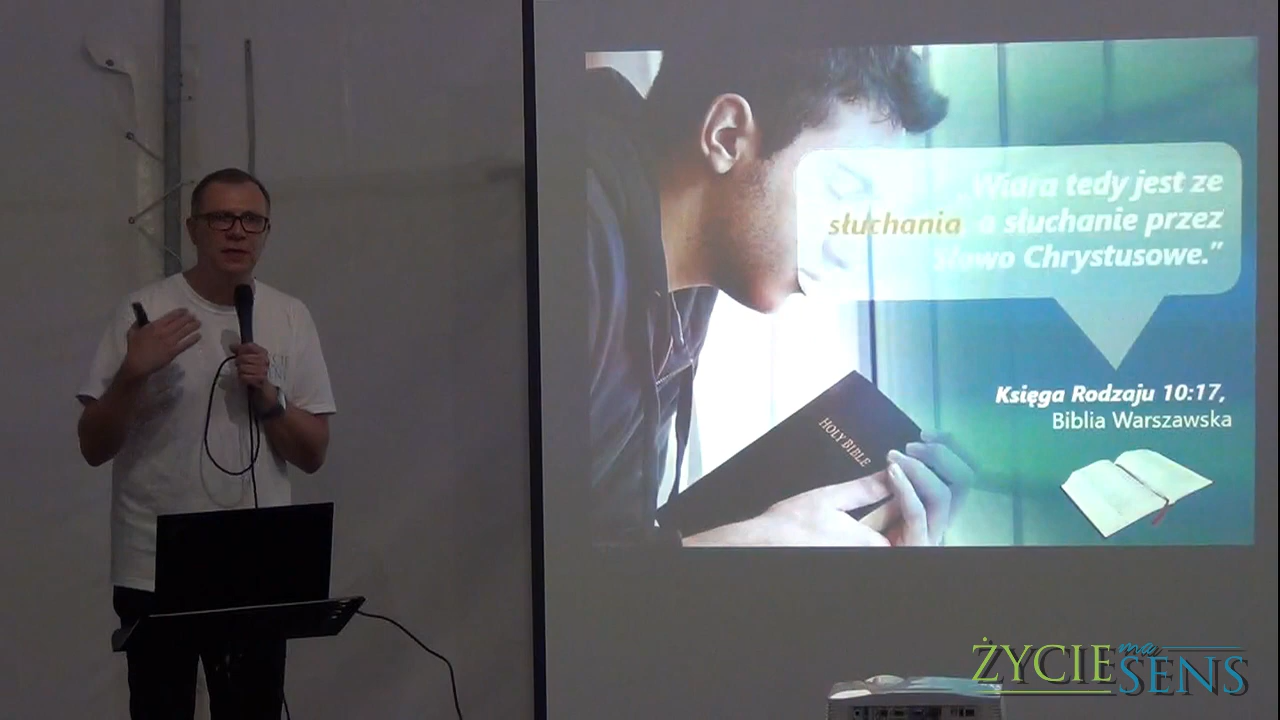 „Wiara tedy jest ze
słuchania a słuchanie przez
Słowo Chrystusowe.”
Księga Rodzaju 10:17,
Biblia Warszawska
HOLY BIBLE
ŻYCIE ma
SENS